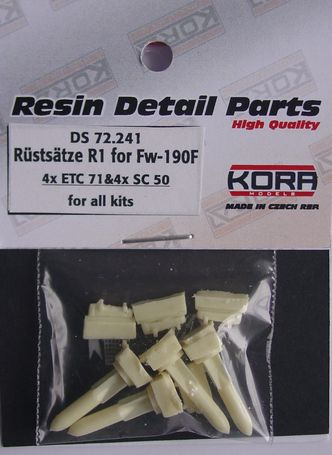 Resin Detail Parts
High Quality
DS 72.241
Rüstsätze R1 for Fw-190F
4x ETC 71&4x SC 50
for all kits
KORA
MODELS
MADE IN CZECH REP.